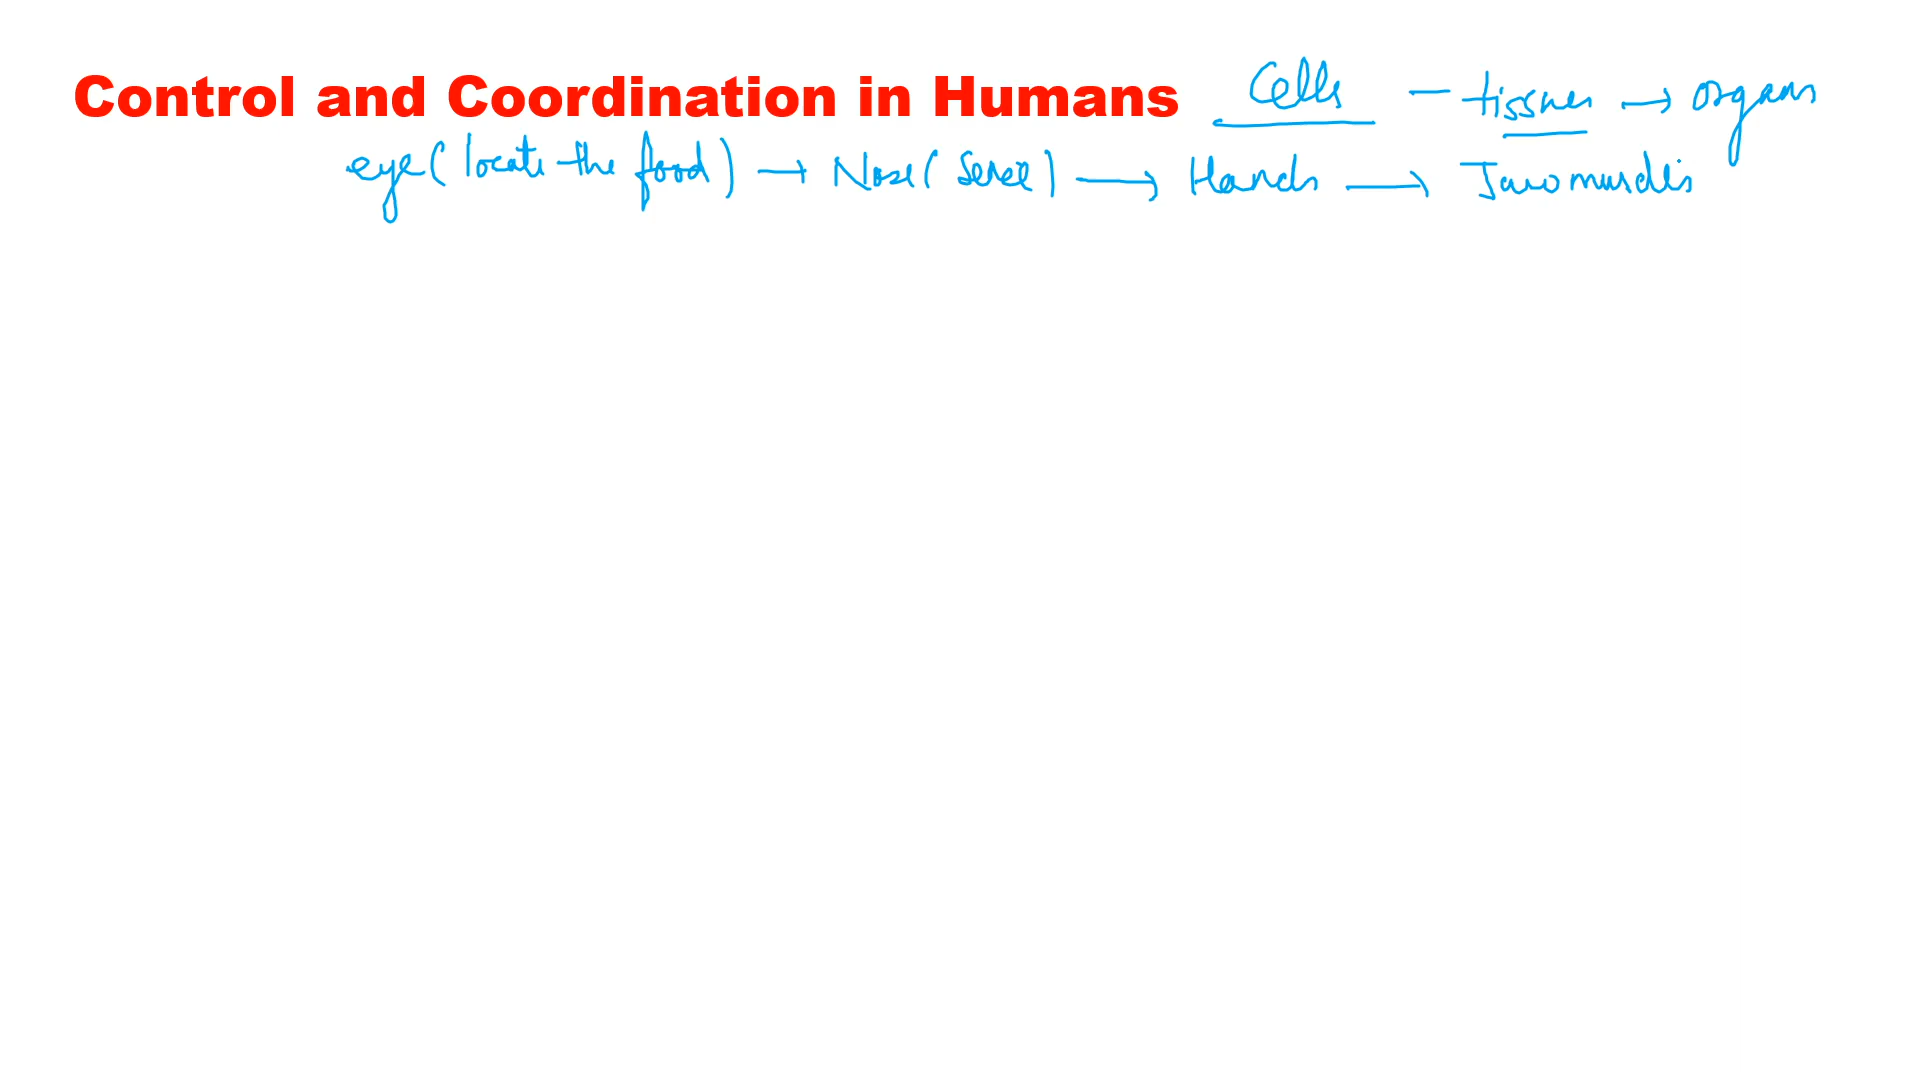 Control and Coordination in Humans Cells - tissues → organs
eye (locate the food) → Nose (sense) → Hands → Jaw muscles